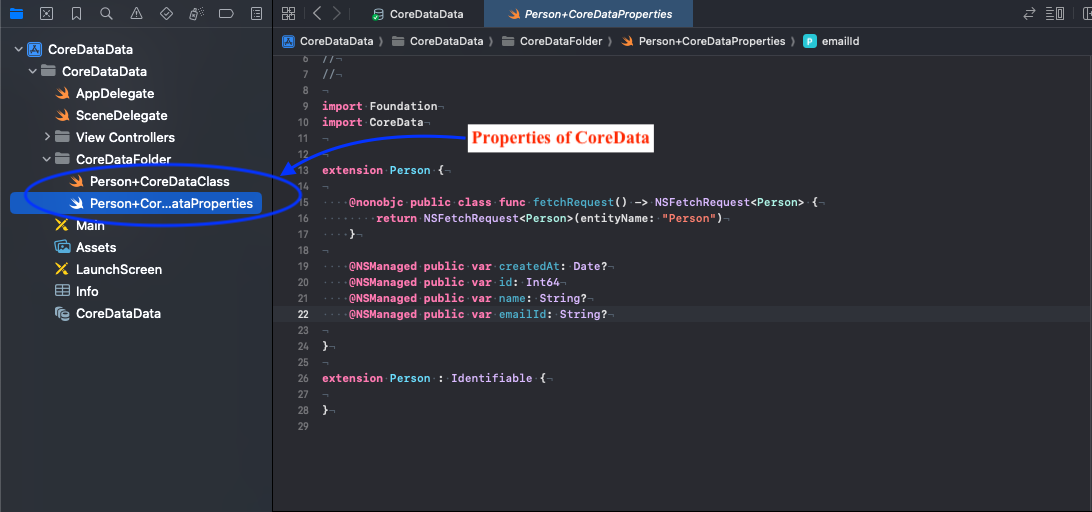 CoreDataData
Person+CoreDataProperties
CoreDataData
CoreDataData
AppDelegate
SceneDelegate
View Controllers
CoreDataFolder
Person+CoreDataClass
Person+Cor...ataProperties
Main
Assets
LaunchScreen
Info
CoreDataData
CoreDataData 〉 CoreDataData 〉 CoreDataFolder 〉 Person+CoreDataProperties 〉 P emailId
Properties of CoreData
6 //¬
7 //¬
8 ¬
9 import·Foundation¬
10 import·CoreData¬
11 ¬
12 ¬
13 extension·Person·{¬
14 ¬
15 ····@nonobjc·public·class·func·fetchRequest()·->·NSFetchRequest<Person>·{¬
16 ········return·NSFetchRequest<Person>(entityName:·"Person")¬
17 ····}¬
18 ¬
19 ····@NSManaged·public·var·createdAt:·Date?¬
20 ····@NSManaged·public·var·id:·Int64¬
21 ····@NSManaged·public·var·name:·String?¬
22 ····@NSManaged·public·var·emailId:·String?¬
23 ¬
24 }¬
25 ¬
26 extension·Person·:·Identifiable·{¬
27 ¬
28 }¬
29